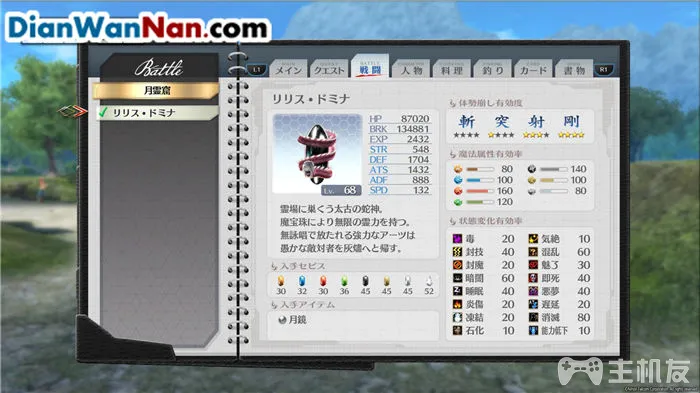 DianWanNan.com
Battle
月霊窟
リリス・ドミナ
L1
メイン
クエスト
BATTLE
戦闘
人物
料理
釣り
カード
書物
R1
リリス・ドミナ
HP 87020
BRK 134881
EXP 2432
STR 548
DEF 1704
ATS 1432
ADF 888
SPD 132
Lv. 68
霊場に巣くう太古の蛇神。
魔宝珠により無限の霊力を持つ。
無詠唱で放たれる強力なアーツは
愚かな敵対者を灰燼へと帰す。
入手セピス
30 32 30 36 45 45 45 52
入手アイテム
月鏡
体勢崩し有効度
斬 突 射 剛
★★★★ ★★★★ ★★★★ ★★★★
魔法属性有効率
80 140
100 100
160 80
120
状態変化有効率
毒 20 気絶 10
封技 40 混乱 60
封魔 20 魅了 30
暗闇 60 即死 40
睡眠 40 悪夢 40
炎傷 20 遅延 20
凍結 20 消滅 80
石化 10 能力低下 10
主机友